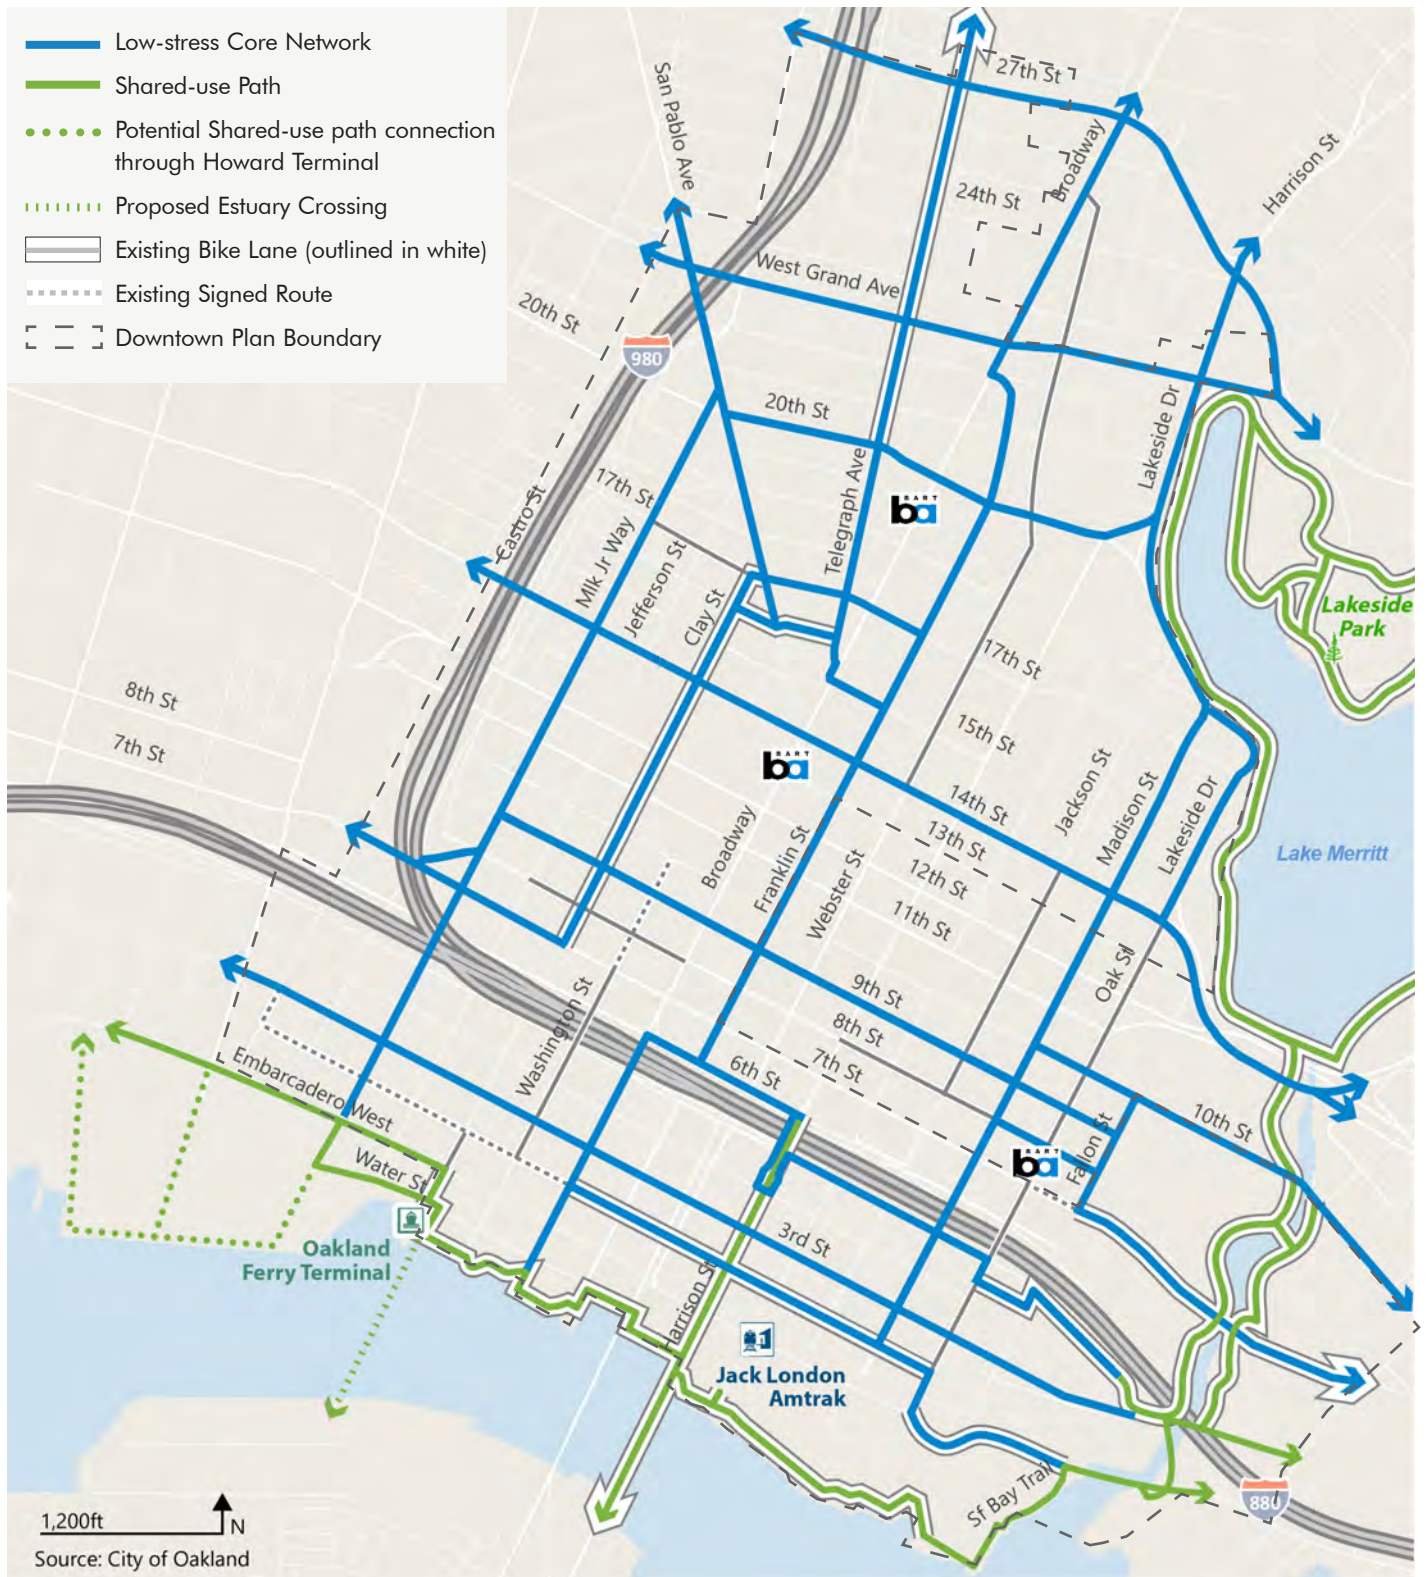 Low-stress Core Network
Shared-use Path
Potential Shared-use path connection
through Howard Terminal
Proposed Estuary Crossing
Existing Bike Lane (outlined in white)
Existing Signed Route
Downtown Plan Boundary
San Pablo Ave
27th St
Broadway
24th St
Harrison St
West Grand Ave
20th St
980
20th St
Lakeside Dr
17th St
Telegraph Ave
BART
ba
Castro St
Mlk Jr Way
Jefferson St
Clay St
Lakeside
Park
17th St
8th St
7th St
15th St
BART
ba
14th St
Jackson St
Madison St
Lakeside Dr
Broadway
Franklin St
Webster St
13th St
12th St
11th St
Lake Merritt
Oak St
9th St
8th St
7th St
6th St
Washington St
Embarcadero West
Water St
10th St
Fallon St
BART
ba
Oakland
Ferry Terminal
3rd St
Harrison St
1
Jack London
Amtrak
Sf Bay Trail
880
1,200ft
N
Source: City of Oakland